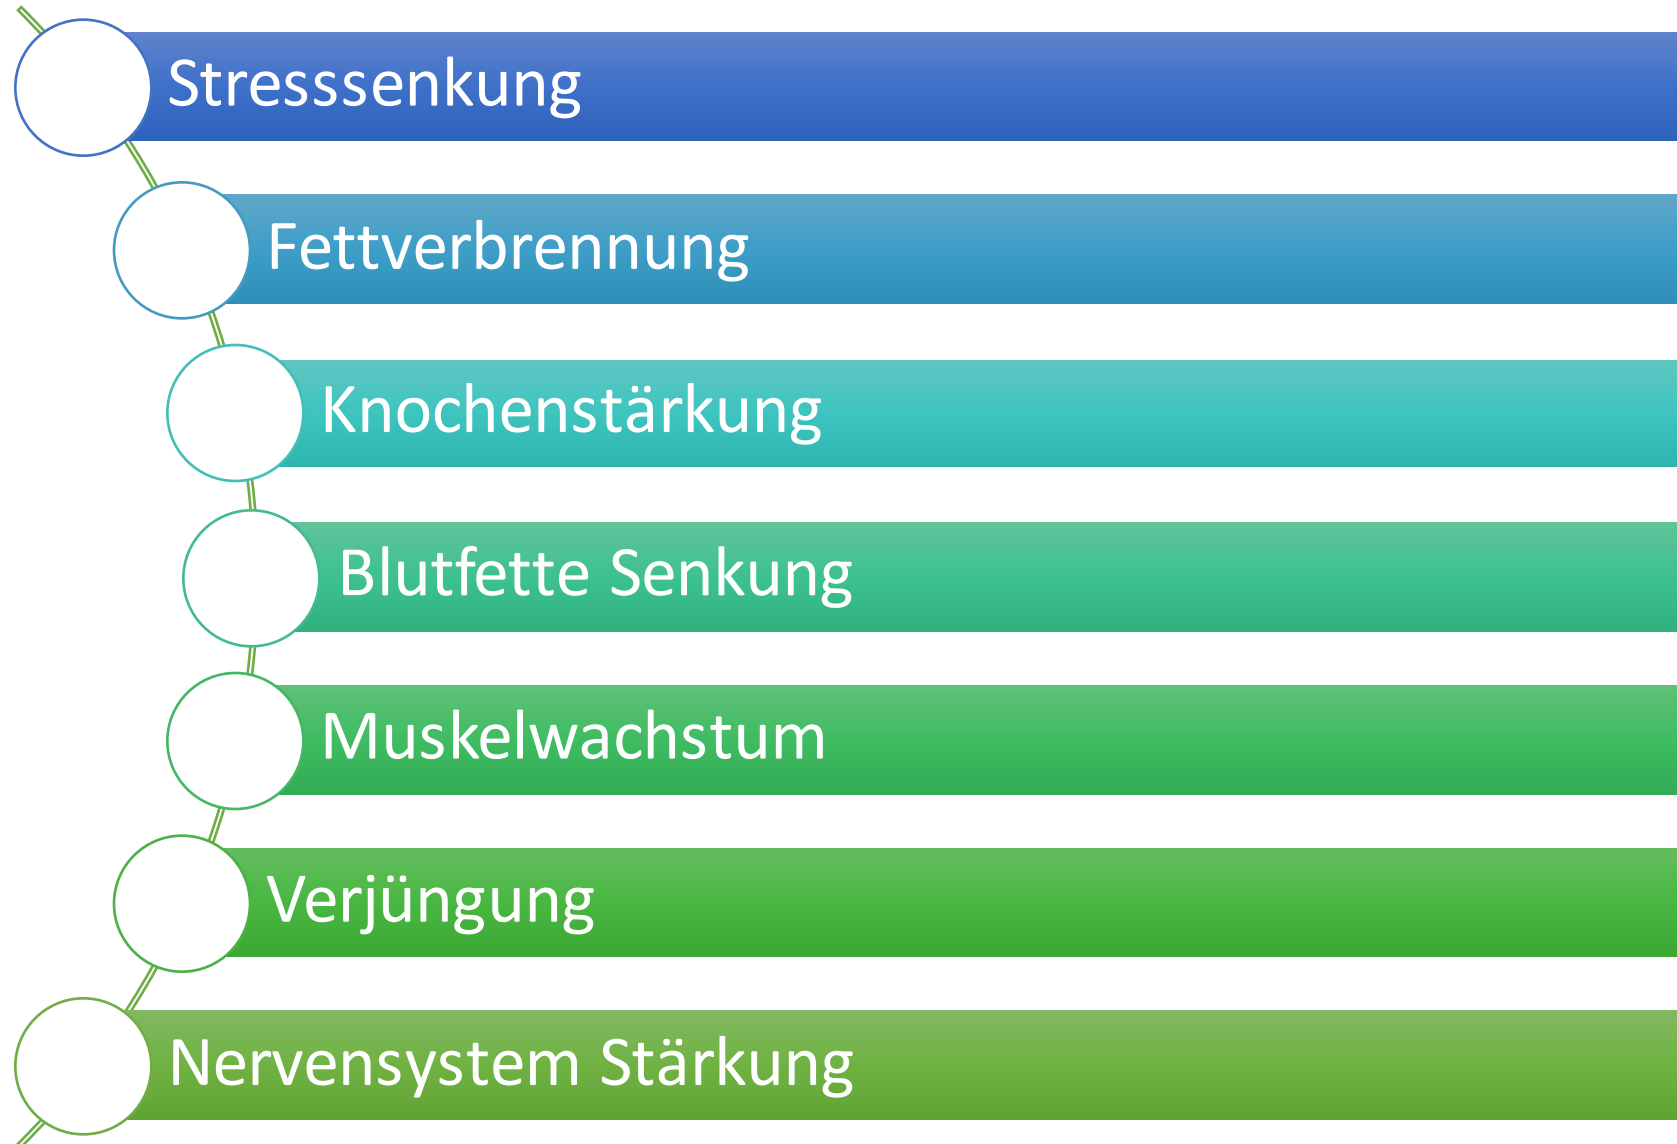 Stresssenkung
Fettverbrennung
Knochenstärkung
Blutfette Senkung
Muskelwachstum
Verjüngung
Nervensystem Stärkung